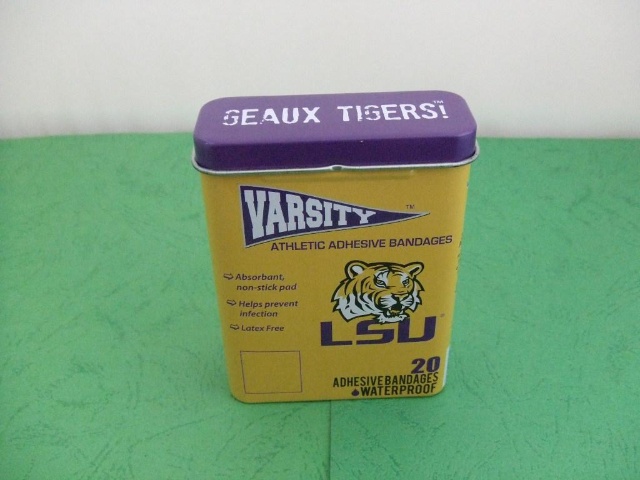 GEAUX TIGERS!™
VARSITY™
ATHLETIC ADHESIVE BANDAGES
⇨ Absorbant,
non-stick pad
⇨ Helps prevent
infection
⇨ Latex Free
LSU®
20
ADHESIVE BANDAGES
WATERPROOF